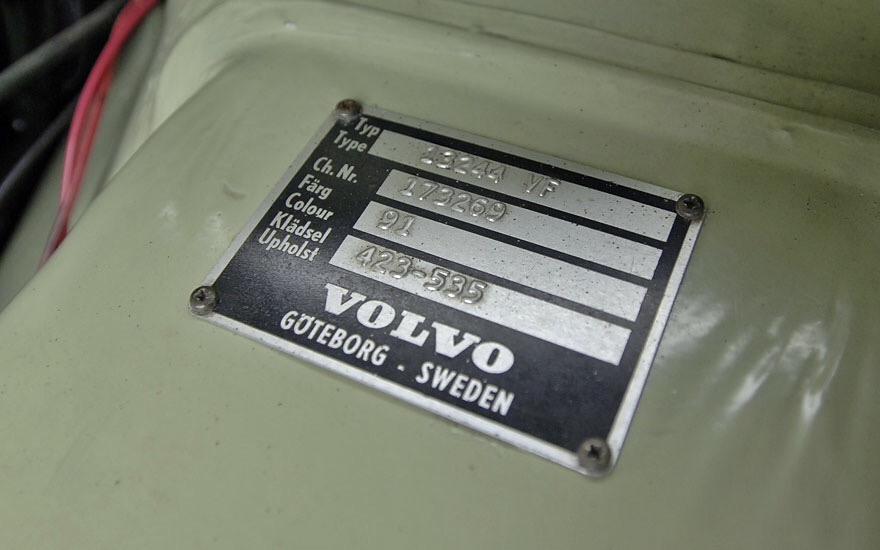 Typ
Type 13244 VF
Ch. Nr. 173269
Färg
Colour 91
Klädsel
Upholst 423-535
VOLVO
GÖTEBORG - SWEDEN